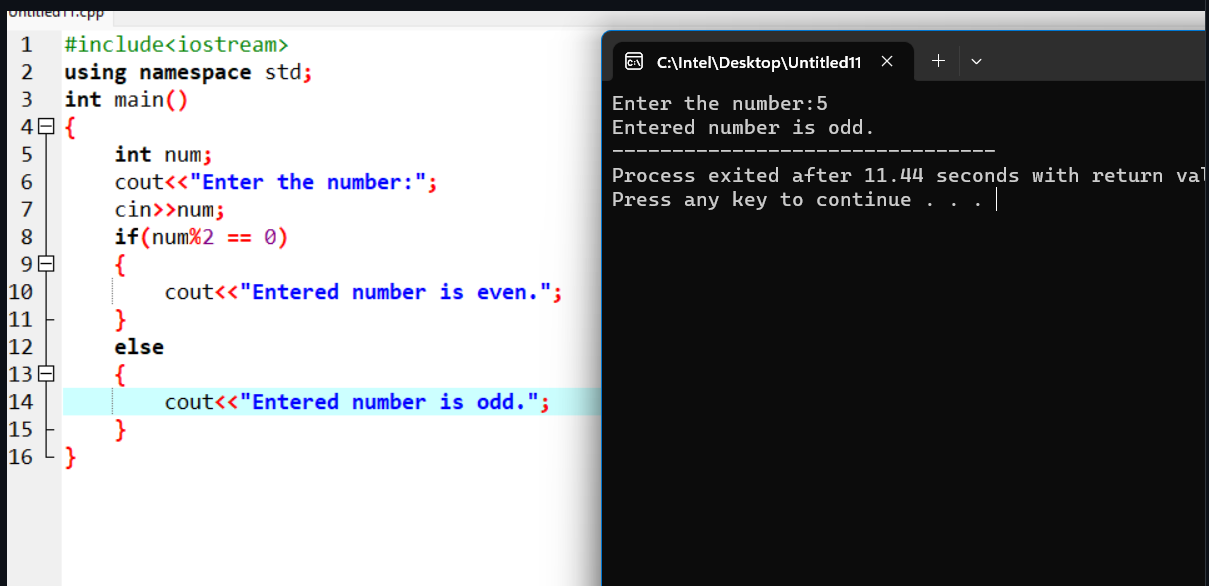 Untitled11.cpp
1 #include<iostream>
2 using namespace std;
3 int main()
4 {
5 int num;
6 cout<<"Enter the number:";
7 cin>>num;
8 if(num%2 == 0)
9 {
10 cout<<"Entered number is even.";
11 }
12 else
13 {
14 cout<<"Entered number is odd.";
15 }
16 }
C:\Intel\Desktop\Untitled11
Enter the number:5
Entered number is odd.
--------------------------------
Process exited after 11.44 seconds with return val
Press any key to continue . . .